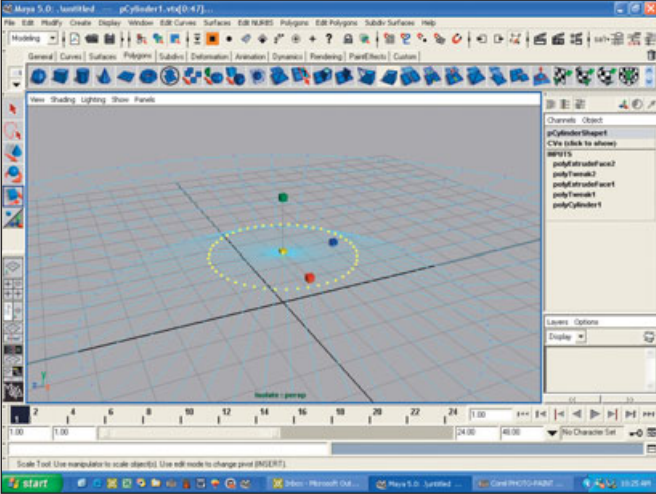 Maya 5.0: .\untitled --- pCylinder1.vtx[0:47]...
File Edit Modify Create Display Window Edit Curves Surfaces Edit NURBS Polygons Edit Polygons Subdiv Surfaces Help
Modeling
General Curves Surfaces Polygons Subdivs Deformation Animation Dynamics Rendering PaintEffects Custom
View Shading Lighting Show Panels
Channels Object
pCylinderShape1
CVs (click to show)
INPUTS
polyExtrudeFace2
polyTweak2
polyExtrudeFace1
polyTweak1
polyCylinder1
Layers Options
Display
y
z
Isolate : persp
1 2 4 6 8 10 12 14 16 18 20 22 24 1.00
1.00 1.00 24.00 48.00 No Character Set
Scale Tool: Use manipulator to scale object(s). Use edit mode to change pivot (INSERT).
start Inbox - Microsoft Out... Maya 5.0: .\untitled ... Corel PHOTO-PAINT ... 10:25 AM